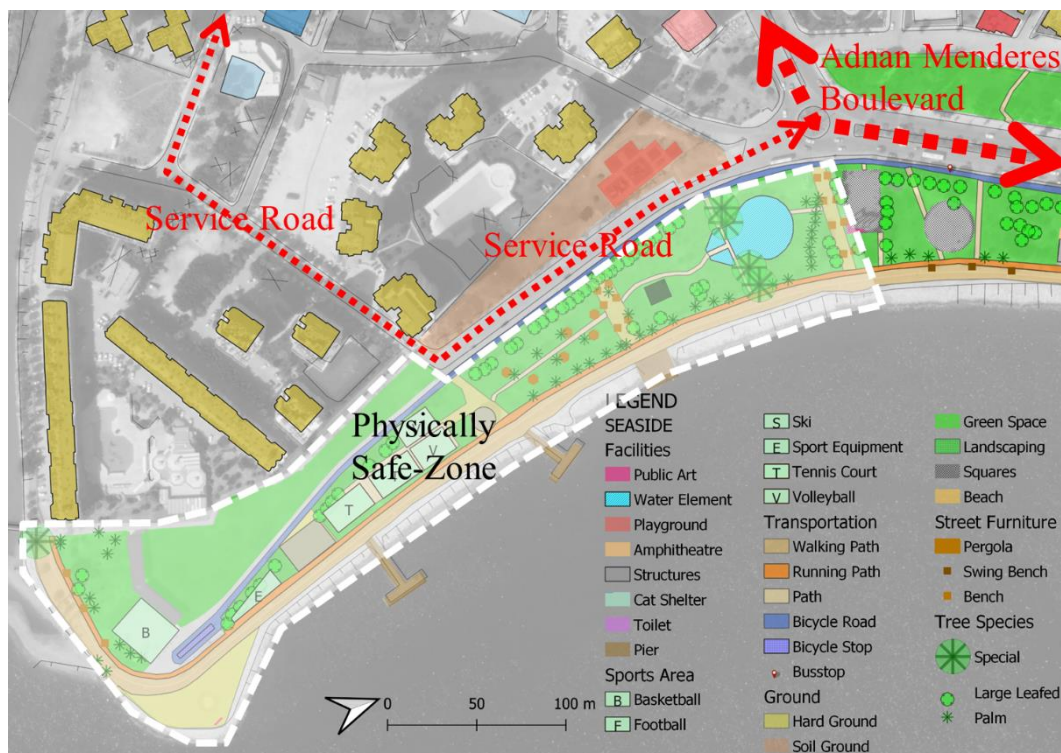 Adnan Menderes
Boulevard
Service Road
Service Road
Physically
Safe-Zone
B
E
T
V
LEGEND
SEASIDE
Facilities
Public Art
Water Element
Playground
Amphitheatre
Structures
Cat Shelter
Toilet
Pier
Sports Area
B Basketball
F Football
S Ski
E Sport Equipment
T Tennis Court
V Volleyball
Transportation
Walking Path
Running Path
Path
Bicycle Road
Bicycle Stop
Busstop
Ground
Hard Ground
Soil Ground
Green Space
Landscaping
Squares
Beach
Street Furniture
Pergola
Swing Bench
Bench
Tree Species
Special
Large Leafed
Palm
0 50 100 m